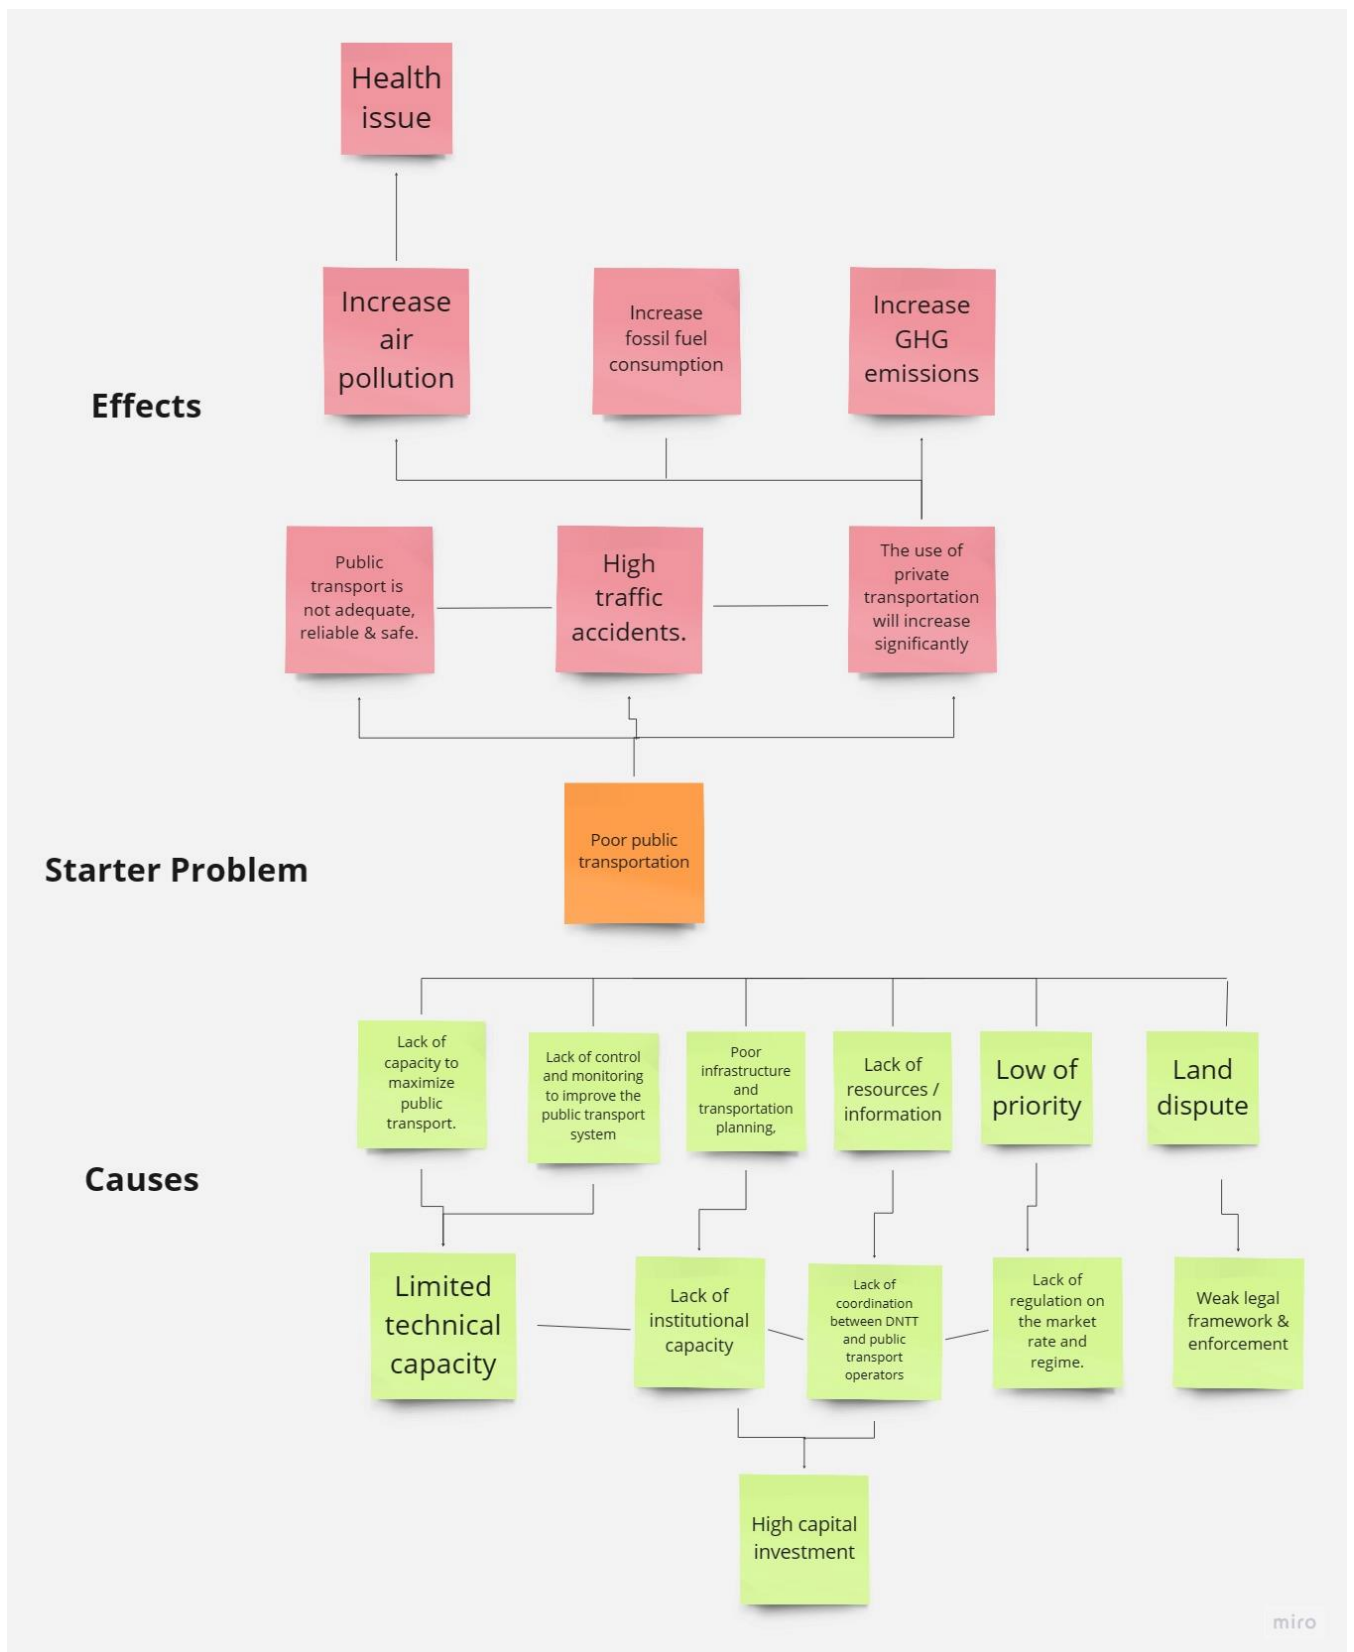 Health
issue
Increase
air
pollution
Increase
fossil fuel
consumption
Increase
GHG
emissions
Effects
Public
transport is
not adequate,
reliable & safe.
High
traffic
accidents.
The use of
private
transportation
will increase
significantly
Poor public
transportation
Starter Problem
Lack of
capacity to
maximize
public
transport.
Lack of control
and monitoring
to improve the
public transport
system
Poor
infrastructure
and
transportation
planning,
Lack of
resources /
information
Low of
priority
Land
dispute
Causes
Limited
technical
capacity
Lack of
institutional
capacity
Lack of
coordination
between DNTT
and public
transport
operators
Lack of
regulation on
the market
rate and
regime.
Weak legal
framework &
enforcement
High capital
investment
miro